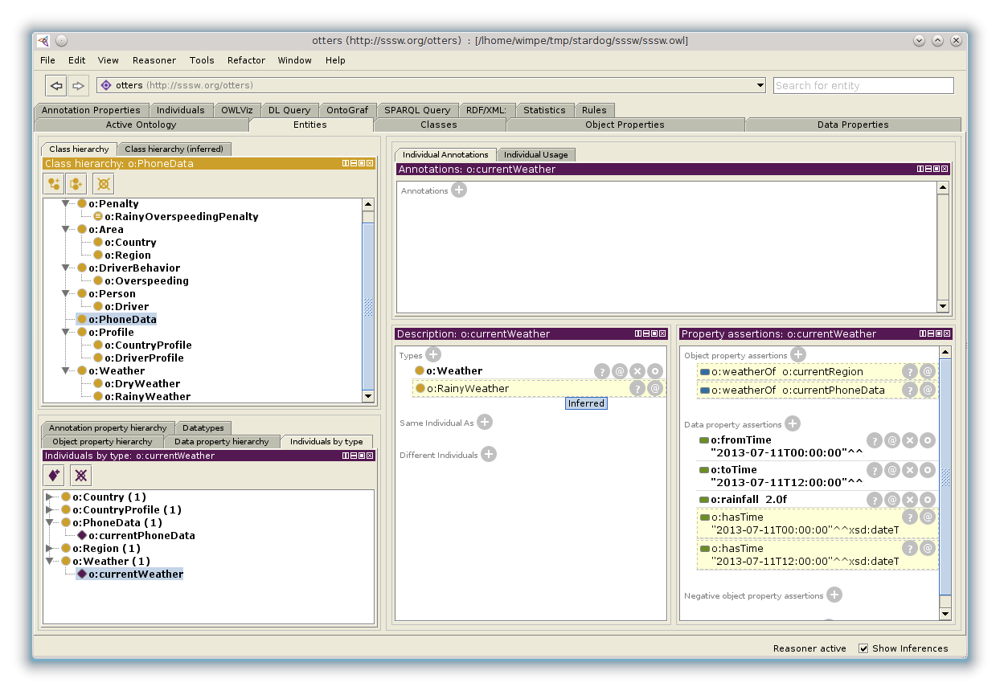 otters (http://sssw.org/otters) : [/lhome/wimpe/tmp/stardog/sssw/sssw.owl]
File Edit View Reasoner Tools Refactor Window Help
otters (http://sssw.org/otters)
Search for entity
Annotation Properties Individuals OWLViz DL Query OntoGraf SPARQL Query RDF/XML: Statistics Rules
Active Ontology Entities Classes Object Properties Data Properties
Class hierarchy Class hierarchy (inferred)
Class hierarchy: o:PhoneData
o:Penalty
o:RainyOverspeedingPenalty
o:Area
o:Country
o:Region
o:DriverBehavior
o:Overspeeding
o:Person
o:Driver
o:PhoneData
o:Profile
o:CountryProfile
o:DriverProfile
o:Weather
o:DryWeather
o:RainyWeather
Annotation property hierarchy Datatypes
Object property hierarchy Data property hierarchy Individuals by type
Individuals by type: o:currentWeather
o:Country (1)
o:CountryProfile (1)
o:PhoneData (1)
o:currentPhoneData
o:Region (1)
o:Weather (1)
o:currentWeather
Individual Annotations Individual Usage
Annotations: o:currentWeather
Annotations
Description: o:currentWeather
Types
o:Weather
o:RainyWeather
Inferred
Same Individual As
Different Individuals
Property assertions: o:currentWeather
Object property assertions
o:weatherOf o:currentRegion
o:weatherOf o:currentPhoneData
Data property assertions
o:fromTime
"2013-07-11T00:00:00"^^
o:toTime
"2013-07-11T12:00:00"^^
o:rainfall 2.0f
o:hasTime
"2013-07-11T00:00:00"^^xsd:dateT
o:hasTime
"2013-07-11T12:00:00"^^xsd:dateT
Negative object property assertions
Reasoner active Show Inferences